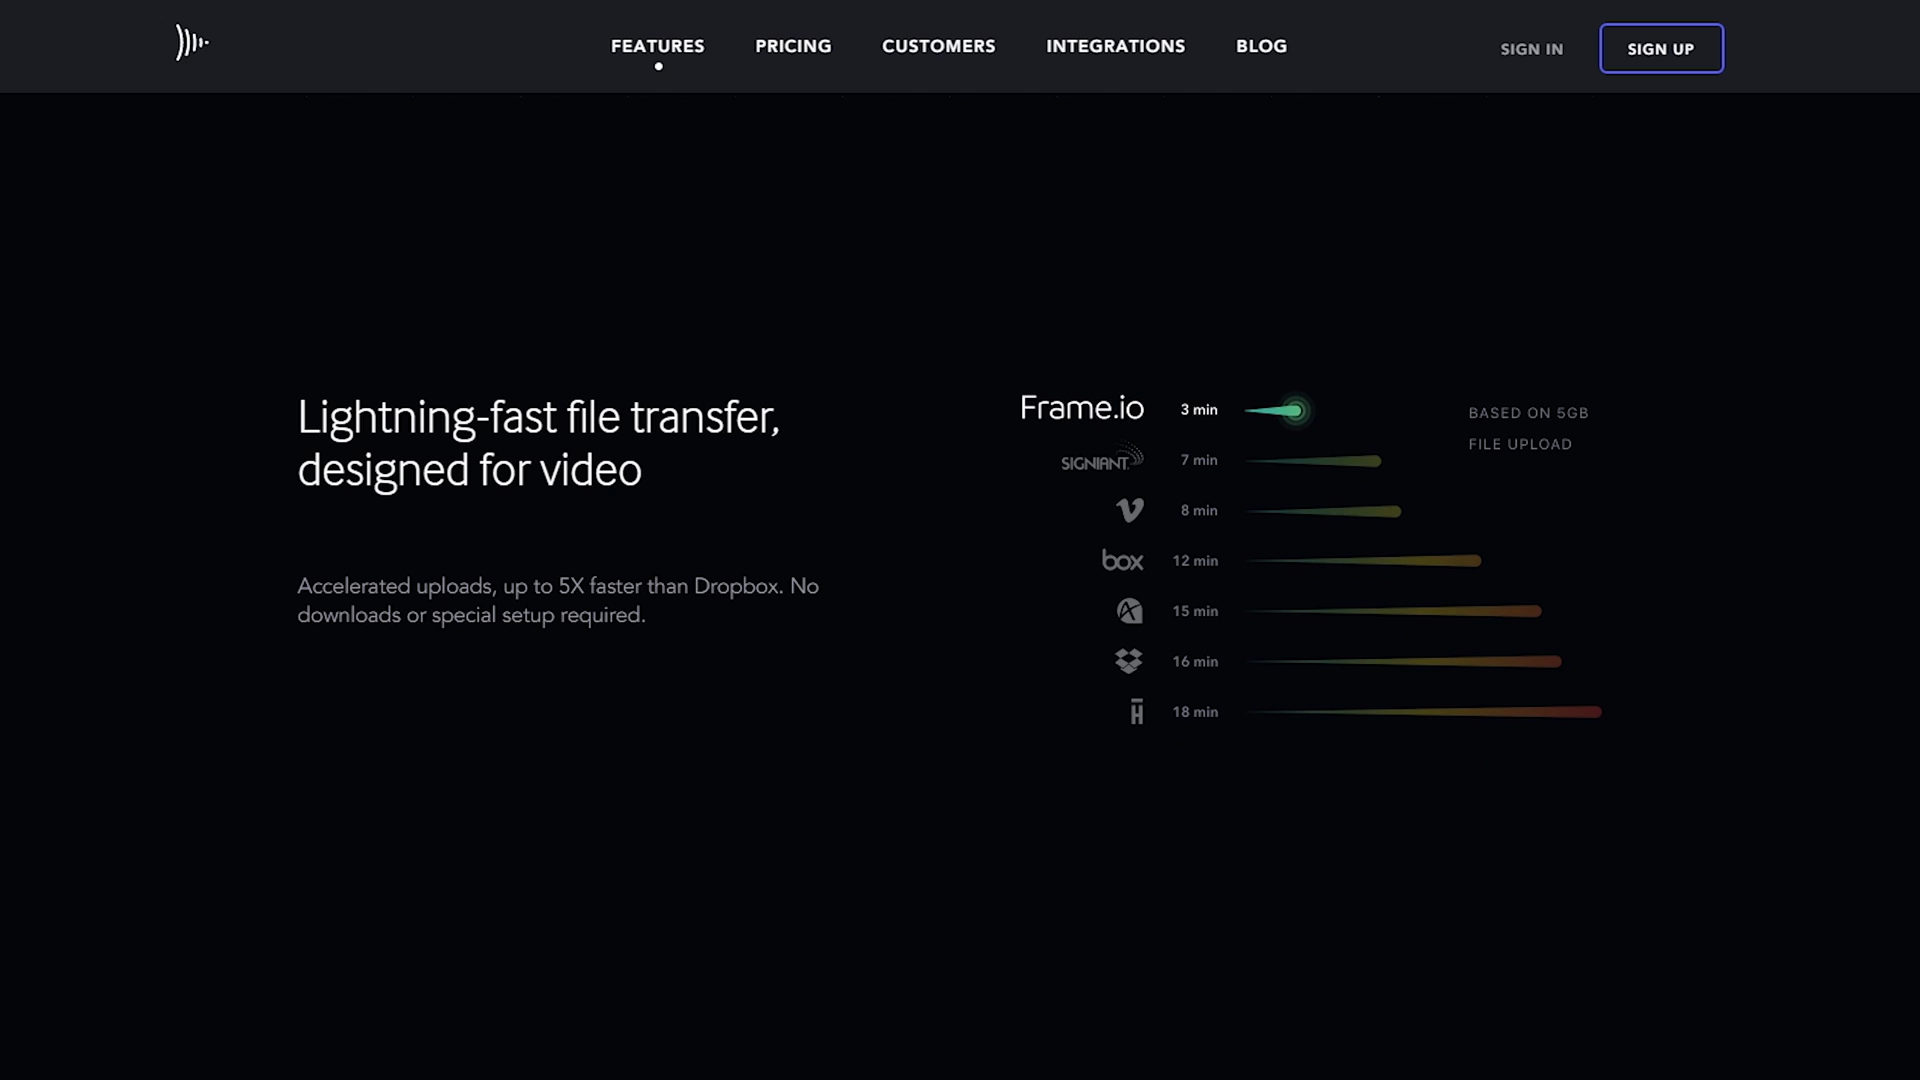 FEATURES
PRICING
CUSTOMERS
INTEGRATIONS
BLOG
SIGN IN
SIGN UP
Lightning-fast file transfer,
designed for video
Accelerated uploads, up to 5X faster than Dropbox. No
downloads or special setup required.
Frame.io 3 min
SIGNIANT 7 min
8 min
box 12 min
15 min
16 min
H 18 min
BASED ON 5GB
FILE UPLOAD